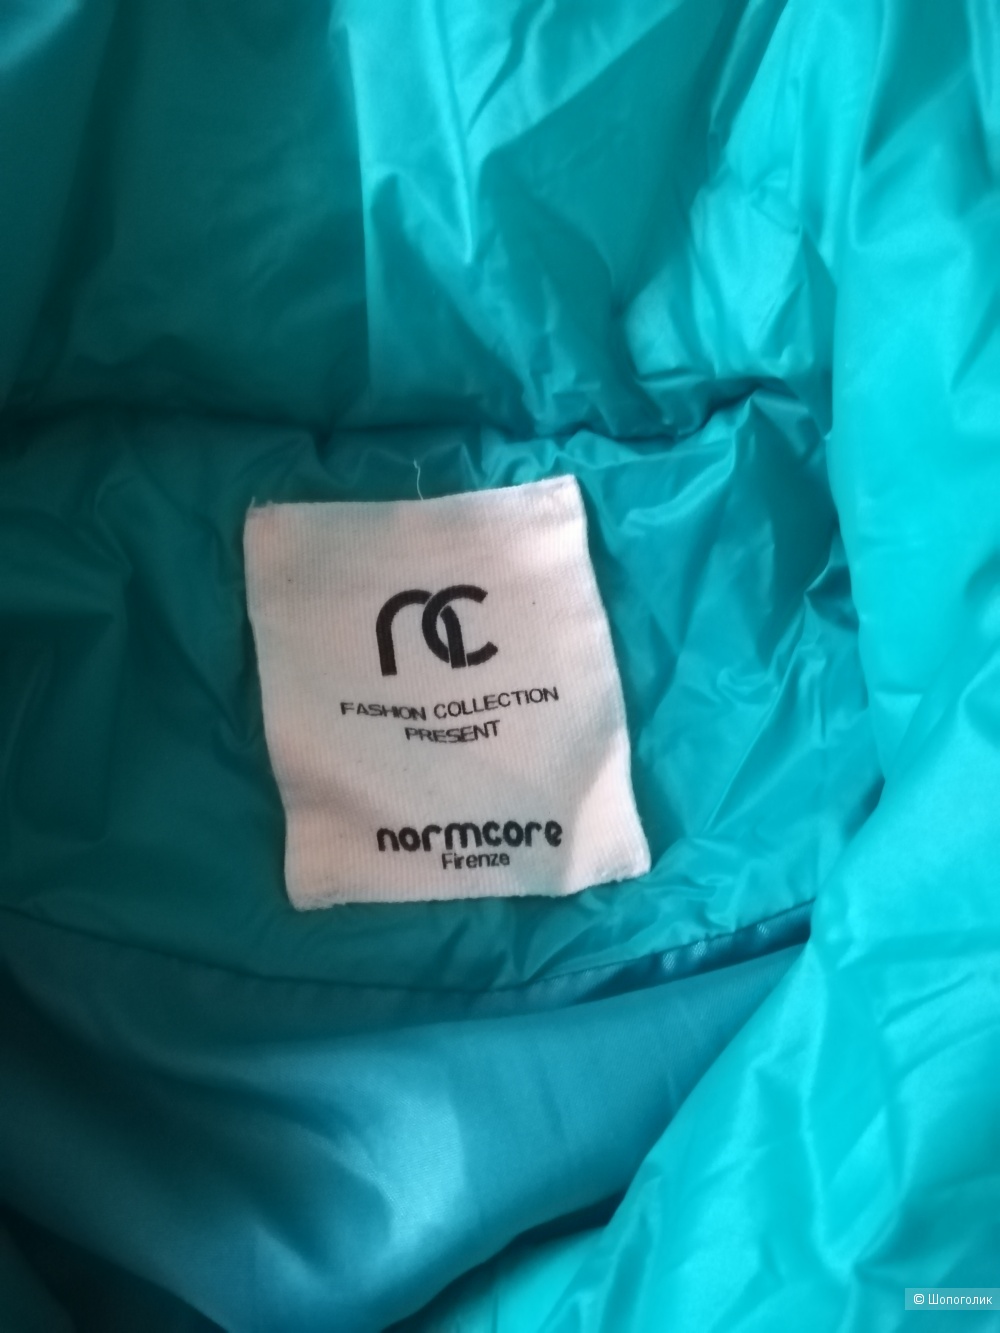 nc
FASHION COLLECTION
PRESENT
normcore
Firenze
© Шопоголик